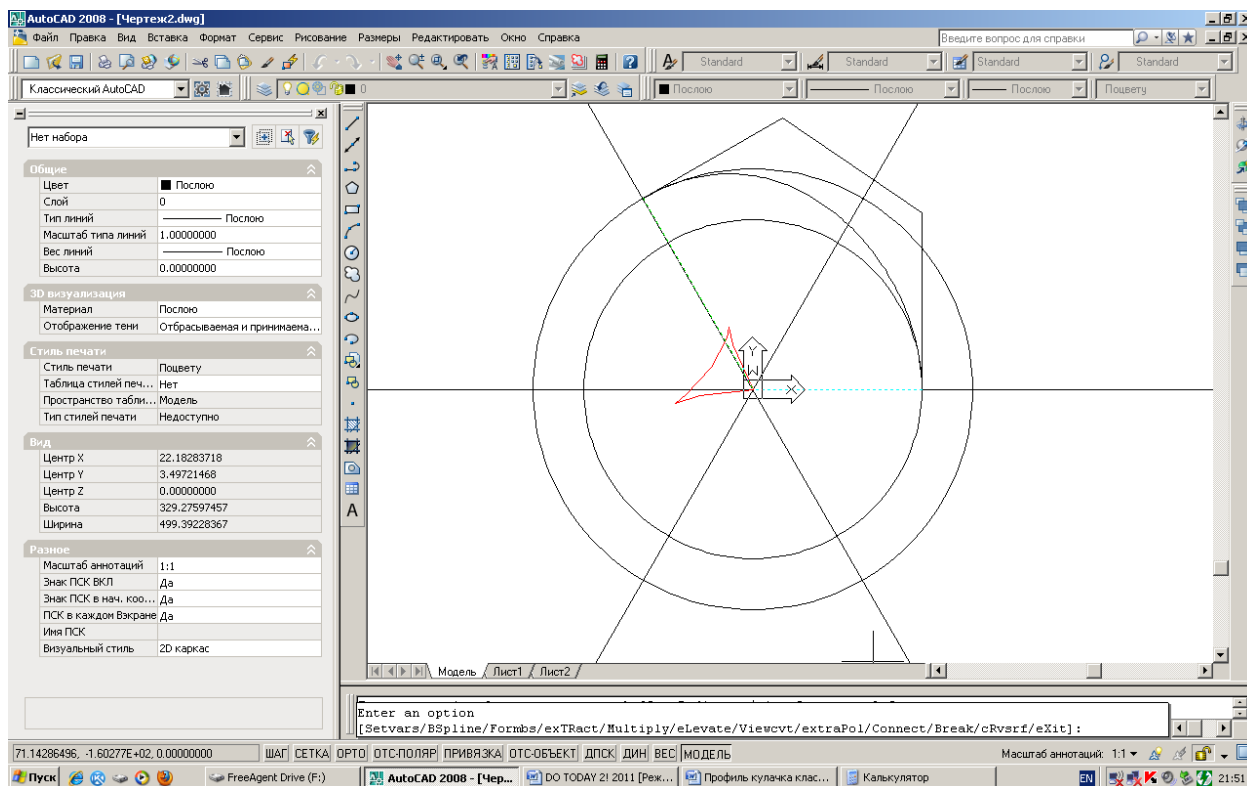 AutoCAD 2008 - [Чертеж2.dwg]
Файл Правка Вид Вставка Формат Сервис Рисование Размеры Редактировать Окно Справка
Введите вопрос для справки
Standard Standard Standard Standard
Классический AutoCAD
0
Послою Послою Послою Поцвету
Нет набора
Общие
Цвет Послою
Слой 0
Тип линий Послою
Масштаб типа линий 1.00000000
Вес линий Послою
Высота 0.00000000
3D визуализация
Материал Послою
Отображение тени Отбрасываемая и принимаема...
Стиль печати
Стиль печати Поцвету
Таблица стилей печ... Нет
Пространство табли... Модель
Тип стилей печати Недоступно
Вид
Центр X 22.18283718
Центр Y 3.49721468
Центр Z 0.00000000
Высота 329.27597457
Ширина 499.39228367
Разное
Масштаб аннотаций 1:1
Знак ПСК ВКЛ Да
Знак ПСК в нач. коо... Да
ПСК в каждом Вэкране Да
Имя ПСК
Визуальный стиль 2D каркас
A
Y
W
X
Модель Лист1 Лист2
Enter an option
[Setvars/BSpline/Formbs/exTRact/Multiply/eLevate/Viewcvt/extraPol/Connect/Break/cRvsrf/eXit]:
71.14286496, -1.60277E+02, 0.00000000 ШАГ СЕТКА ОРТО ОТС-ПОЛЯР ПРИВЯЗКА ОТС-ОБЪЕКТ ДПСК ДИН ВЕС МОДЕЛЬ Масштаб аннотаций: 1:1
Пуск FreeAgent Drive (F:) AutoCAD 2008 - [Чер... DO TODAY 2! 2011 [Реж... Профиль кулачка клас... Калькулятор EN 21:51